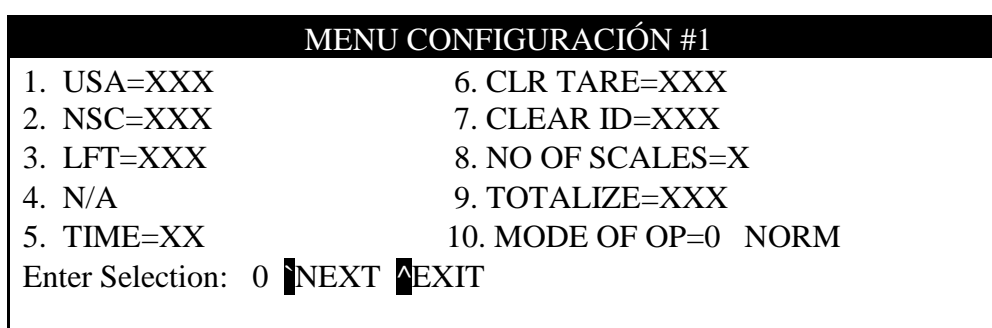 MENU CONFIGURACIÓN #1
1. USA=XXX 6. CLR TARE=XXX
2. NSC=XXX 7. CLEAR ID=XXX
3. LFT=XXX 8. NO OF SCALES=X
4. N/A 9. TOTALIZE=XXX
5. TIME=XX 10. MODE OF OP=0 NORM
Enter Selection: 0 `NEXT ^EXIT